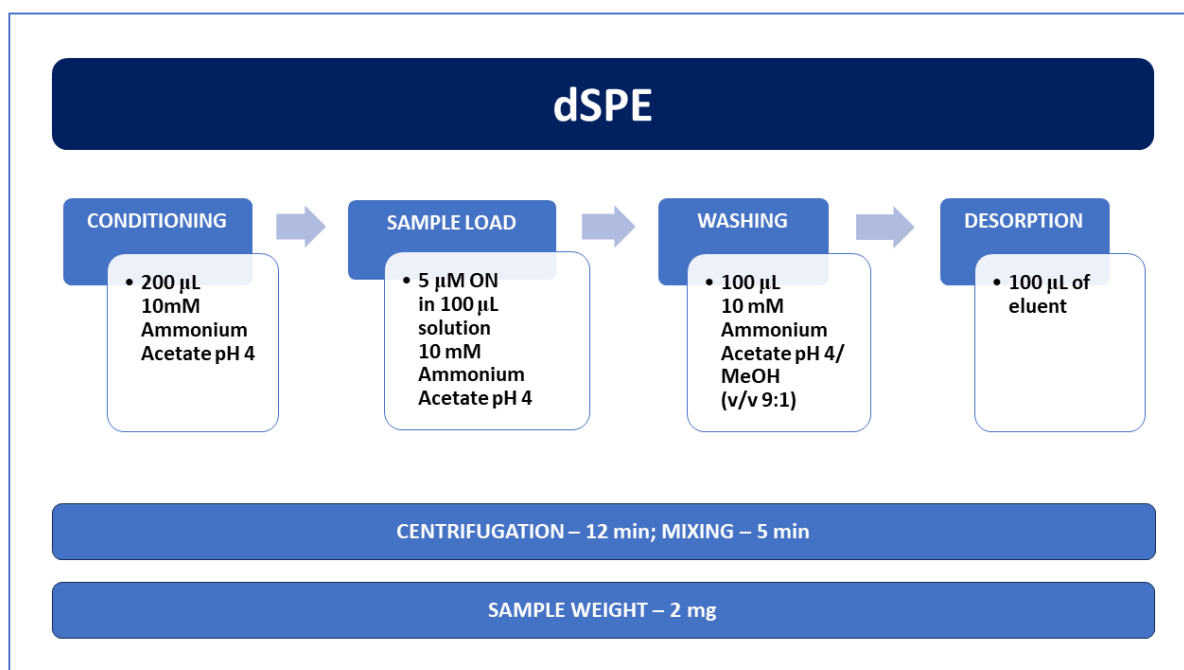 dSPE
CONDITIONING
• 200 μL
10mM
Ammonium
Acetate pH 4
SAMPLE LOAD
• 5 μM ON
in 100 μL
solution
10 mM
Ammonium
Acetate pH 4
WASHING
• 100 μL
10 mM
Ammonium
Acetate pH 4/
MeOH
(v/v 9:1)
DESORPTION
• 100 μL of
eluent
CENTRIFUGATION – 12 min; MIXING – 5 min
SAMPLE WEIGHT – 2 mg